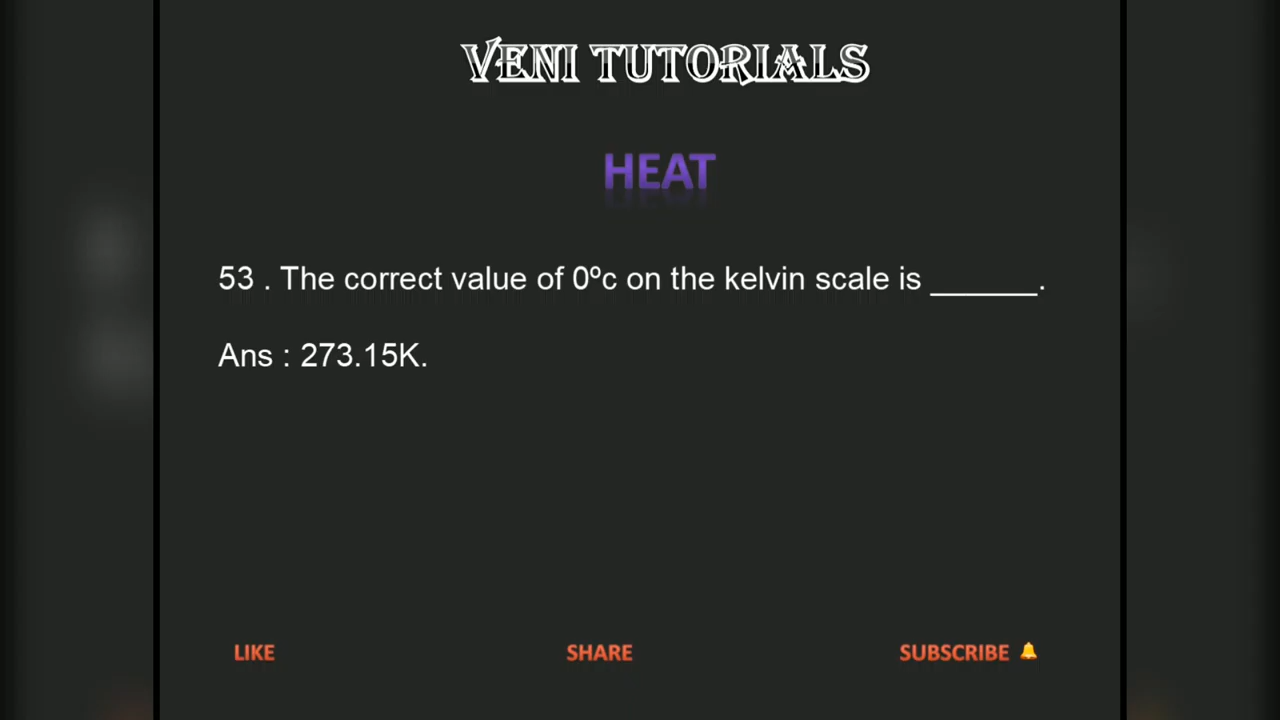 VENI TUTORIALS
HEAT
53 . The correct value of 0ºc on the kelvin scale is ______.
Ans : 273.15K.
LIKE SHARE SUBSCRIBE 🔔